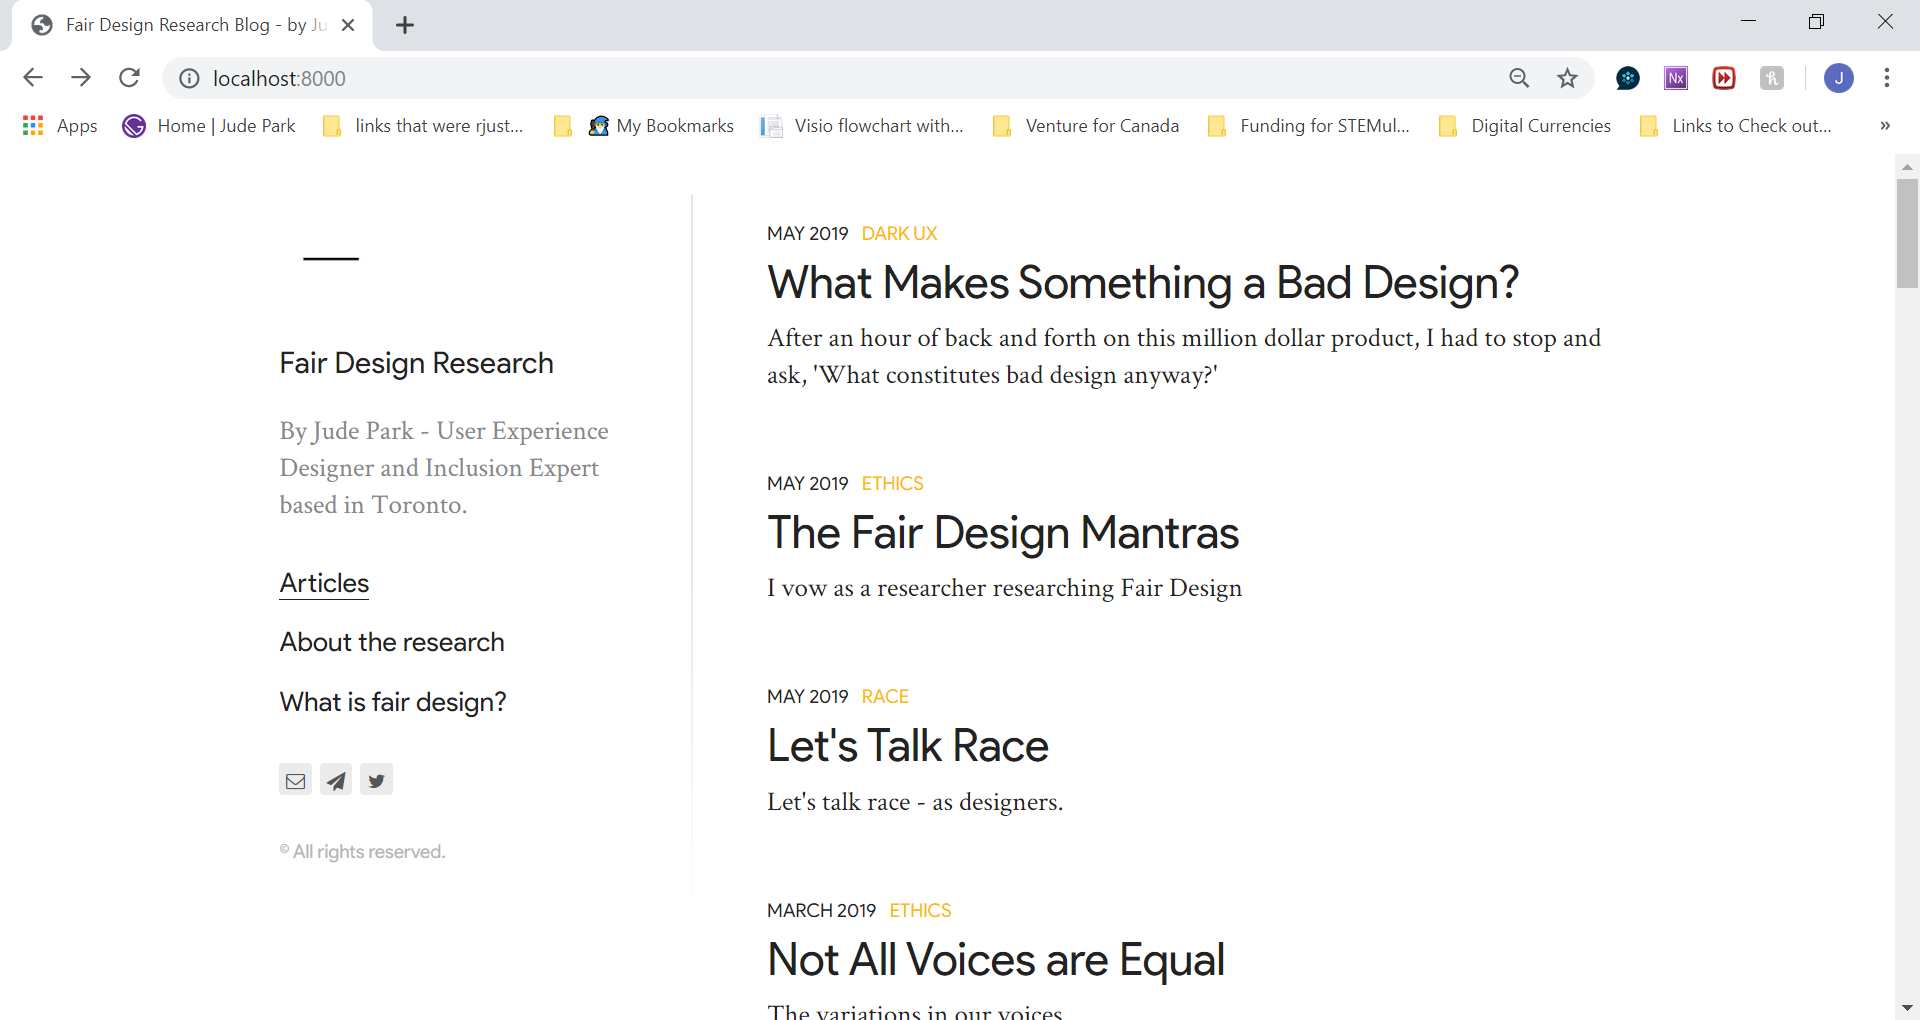 Fair Design Research Blog - by Ju
localhost:8000
Nx
J
Apps
Home | Jude Park
links that were rjust...
My Bookmarks
Visio flowchart with...
Venture for Canada
Funding for STEMul...
Digital Currencies
Links to Check out...
»
Fair Design Research
By Jude Park - User Experience
Designer and Inclusion Expert
based in Toronto.
Articles
About the research
What is fair design?
© All rights reserved.
MAY 2019 DARK UX
What Makes Something a Bad Design?
After an hour of back and forth on this million dollar product, I had to stop and
ask, 'What constitutes bad design anyway?'
MAY 2019 ETHICS
The Fair Design Mantras
I vow as a researcher researching Fair Design
MAY 2019 RACE
Let's Talk Race
Let's talk race - as designers.
MARCH 2019 ETHICS
Not All Voices are Equal
The variations in our voices